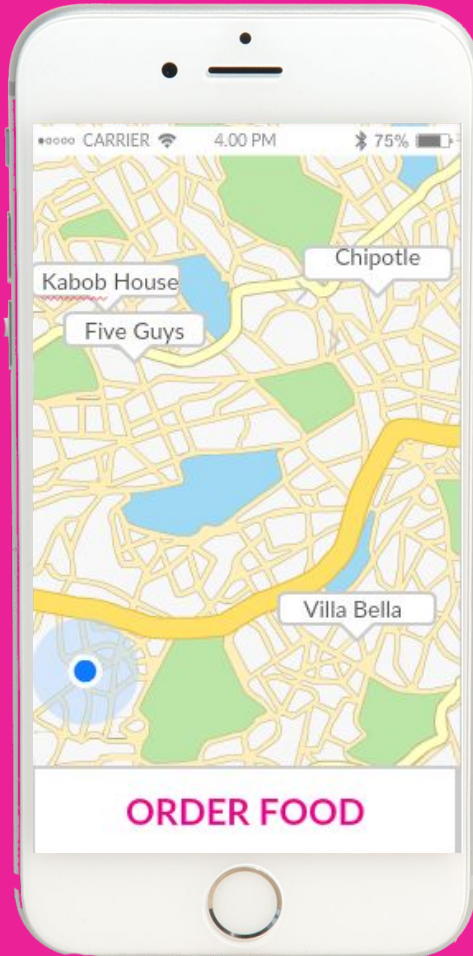 CARRIER 4.00 PM 75%
Chipotle
Kabob House
Five Guys
Villa Bella
ORDER FOOD